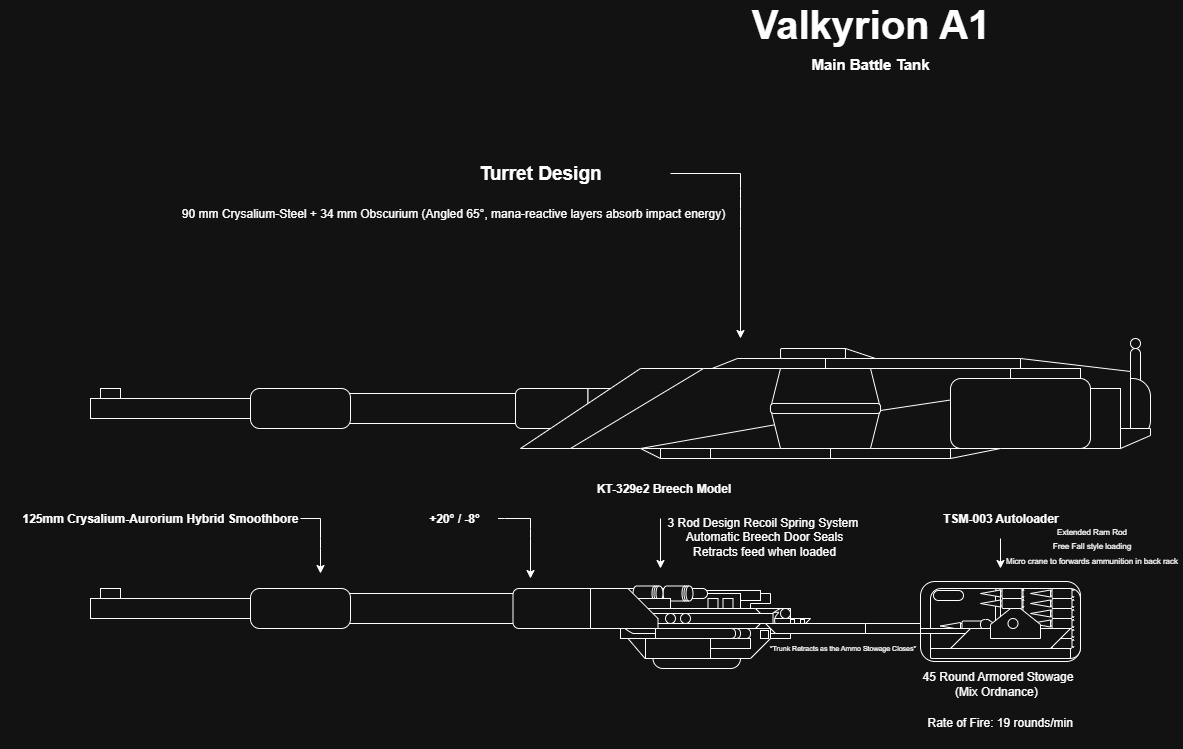 Valkyrion A1
Main Battle Tank
Turret Design
90 mm Crysalium-Steel + 34 mm Obscurium (Angled 65°, mana-reactive layers absorb impact energy)
KT-329e2 Breech Model
125mm Crysalium-Aurorium Hybrid Smoothbore
+20° / -8°
3 Rod Design Recoil Spring System
Automatic Breech Door Seals
Retracts feed when loaded
TSM-003 Autoloader
Extended Ram Rod
Free Fall style loading
Micro crane to forwards ammunition in back rack
"Trunk Retracts as the Ammo Stowage Closes"
45 Round Armored Stowage
(Mix Ordnance)
Rate of Fire: 19 rounds/min